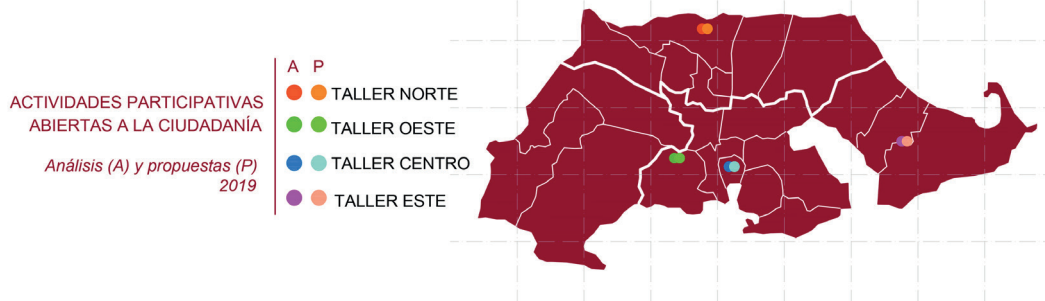 ACTIVIDADES PARTICIPATIVAS
ABIERTAS A LA CIUDADANÍA
Análisis (A) y propuestas (P)
2019
A P
TALLER NORTE
TALLER OESTE
TALLER CENTRO
TALLER ESTE